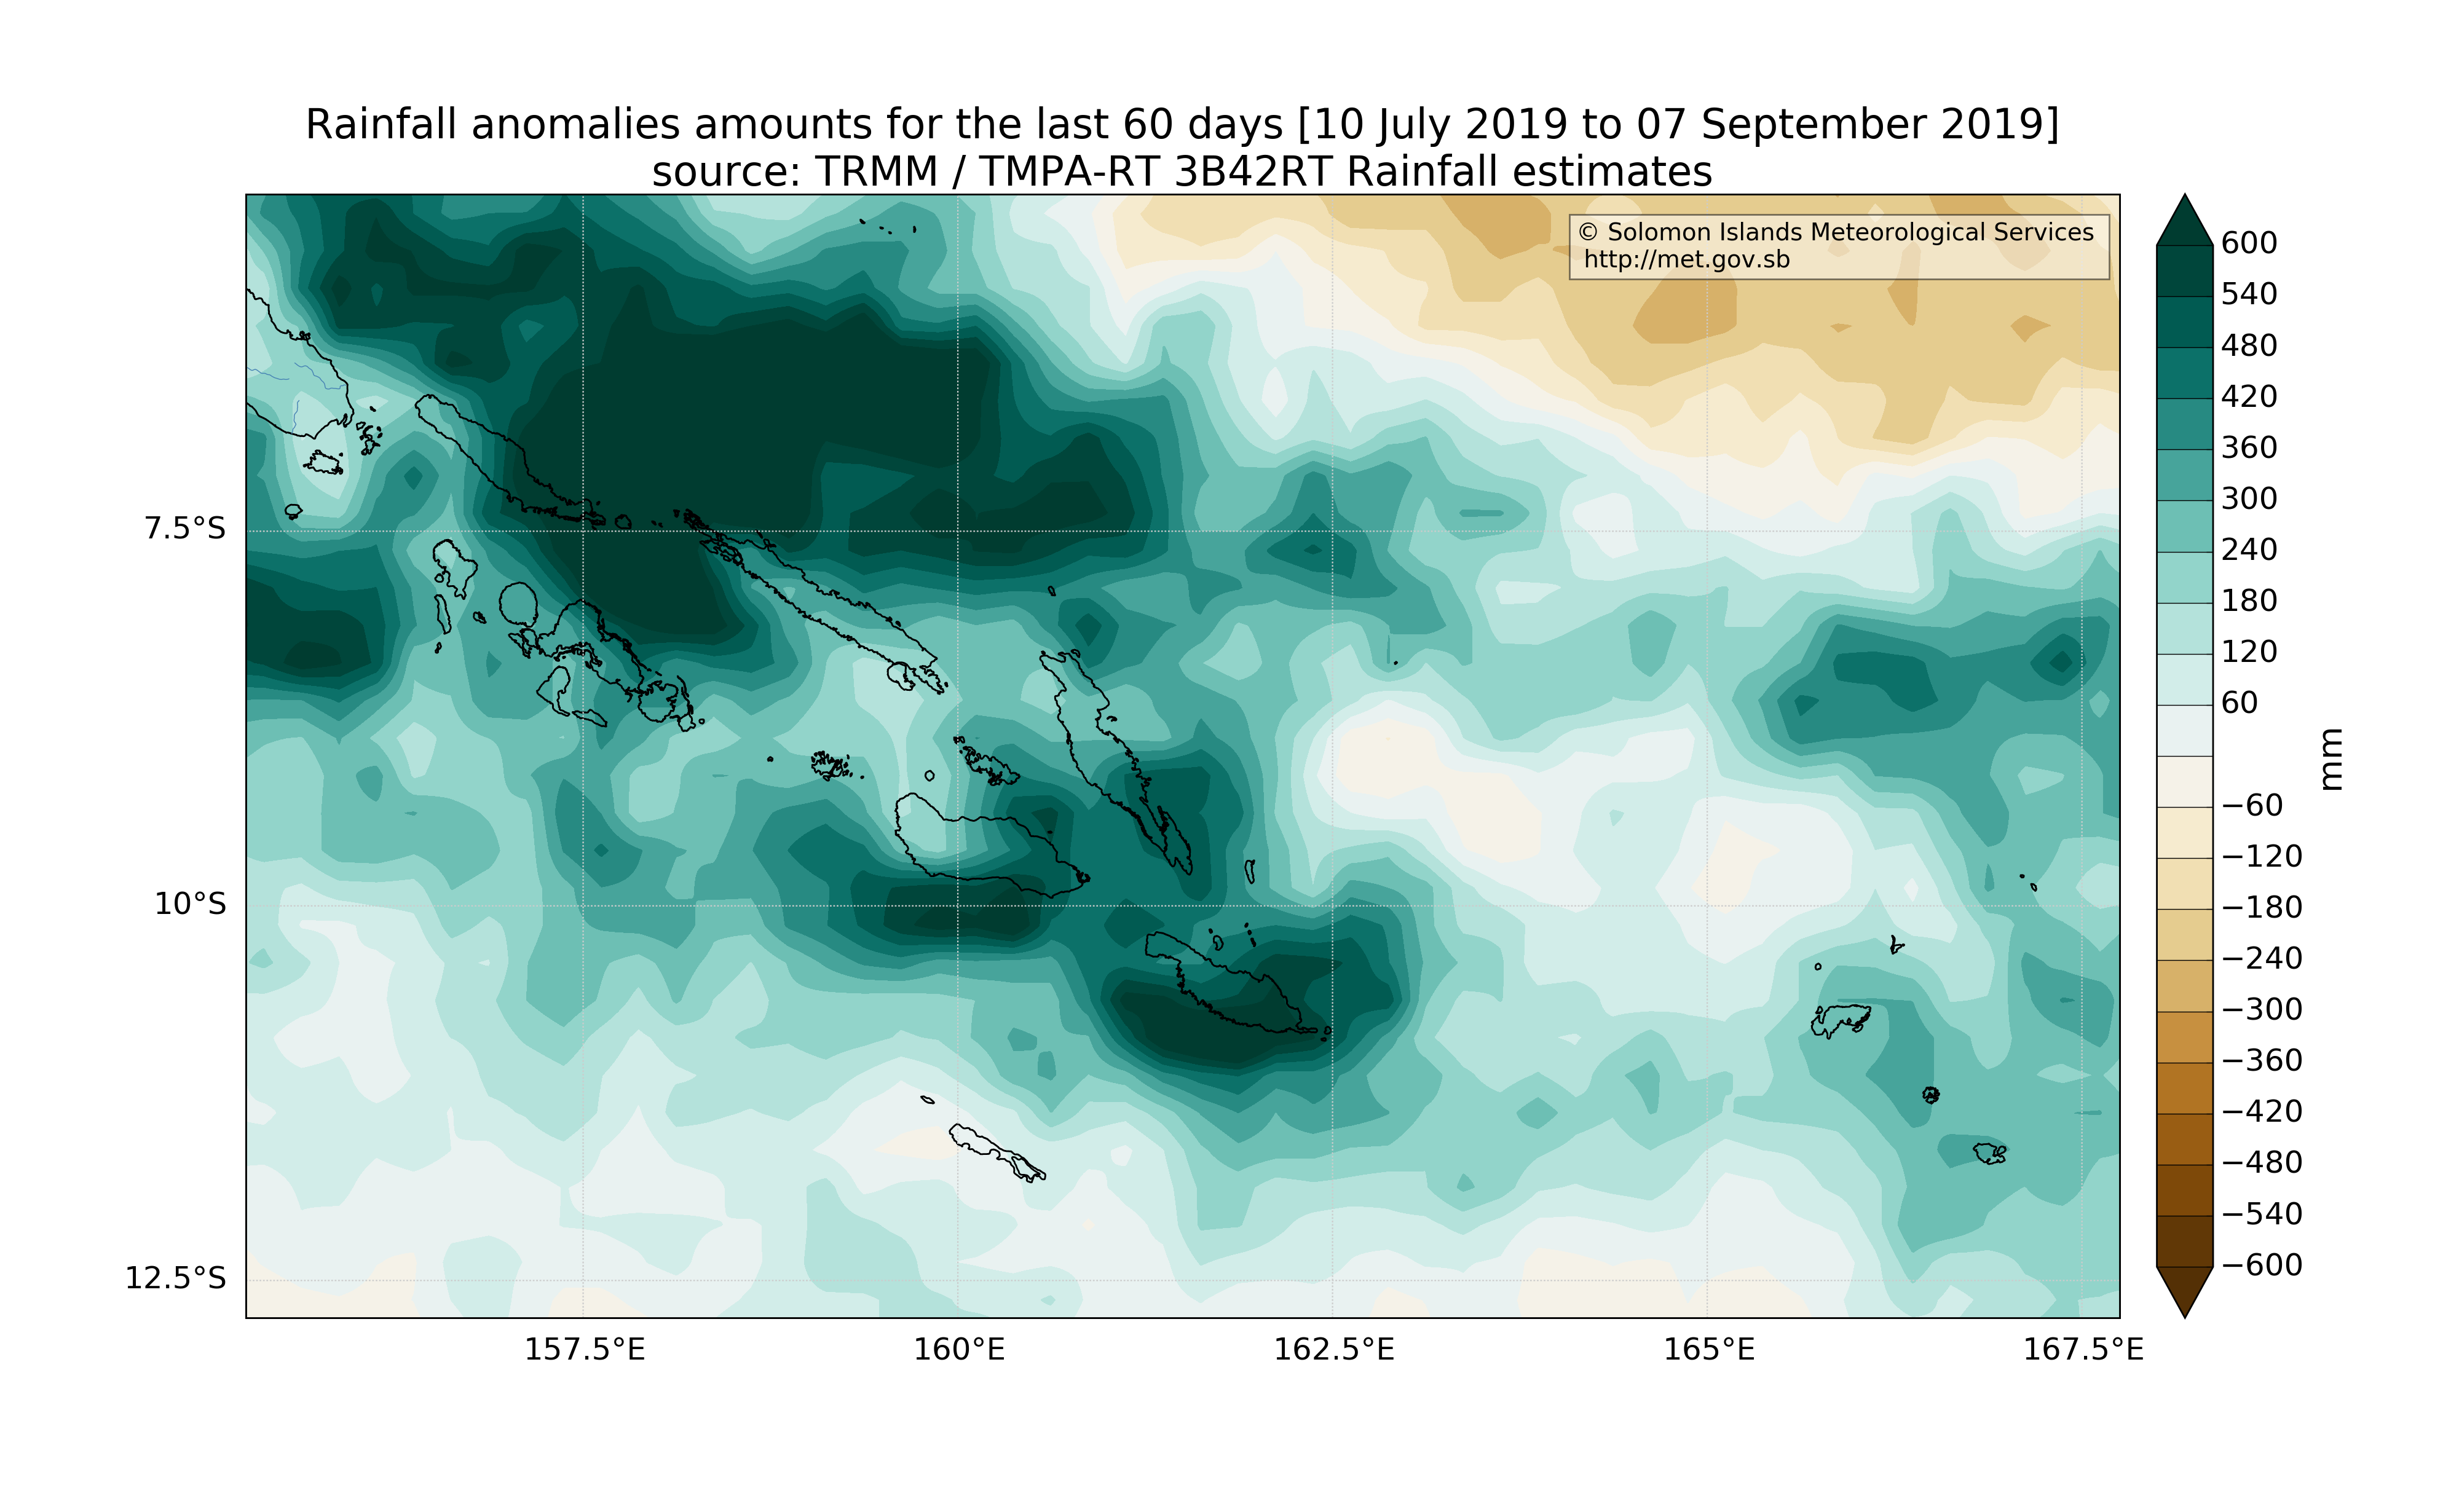 Rainfall anomalies amounts for the last 60 days [10 July 2019 to 07 September 2019]
source: TRMM / TMPA-RT 3B42RT Rainfall estimates
© Solomon Islands Meteorological Services
http://met.gov.sb
7.5°S
10°S
12.5°S
157.5°E
160°E
162.5°E
165°E
167.5°E
600
540
480
420
360
300
240
180
120
60
−60
−120
−180
−240
−300
−360
−420
−480
−540
−600
mm